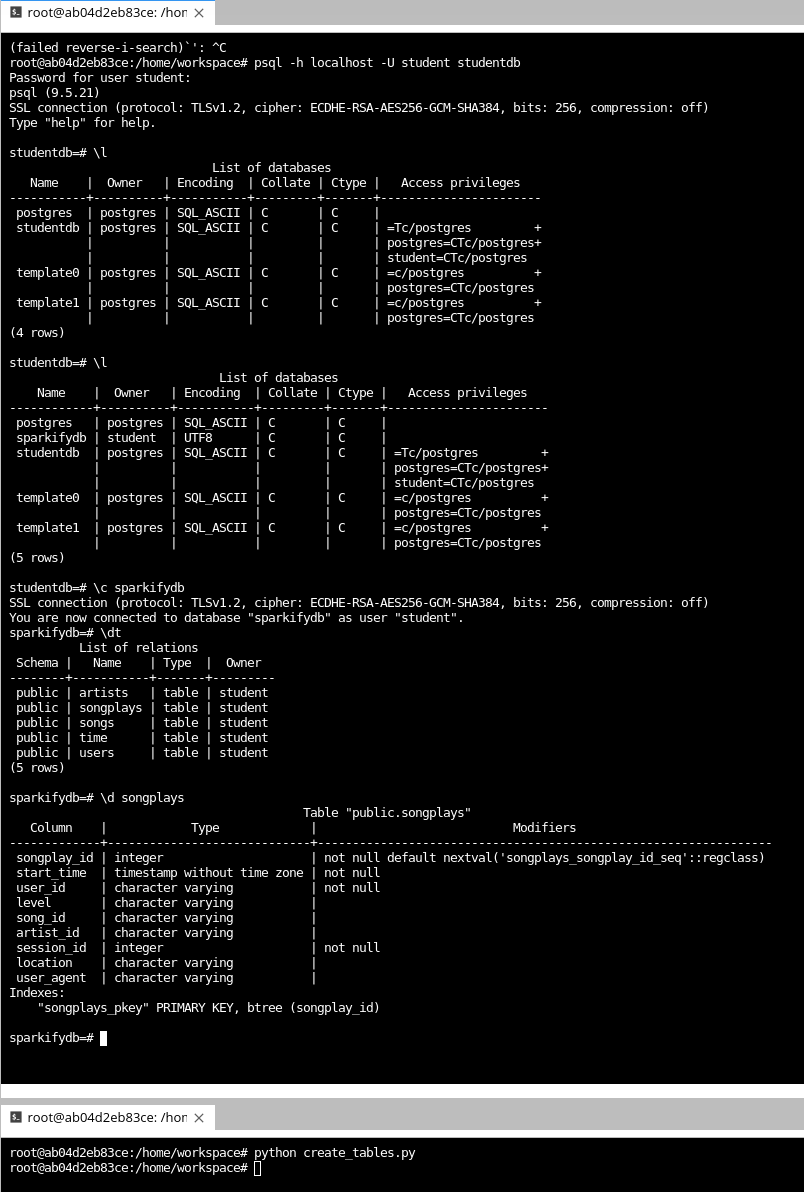 root@ab04d2eb83ce: /hor
(failed reverse-i-search)`': ^C
root@ab04d2eb83ce:/home/workspace# psql -h localhost -U student studentdb
Password for user student:
psql (9.5.21)
SSL connection (protocol: TLSv1.2, cipher: ECDHE-RSA-AES256-GCM-SHA384, bits: 256, compression: off)
Type "help" for help.
studentdb=# \l
                             List of databases
   Name    |  Owner   | Encoding  | Collate | Ctype |   Access privileges
-----------+----------+-----------+---------+-------+-----------------------
 postgres  | postgres | SQL_ASCII | C       | C     |
 studentdb | postgres | SQL_ASCII | C       | C     | =Tc/postgres         +
           |          |           |         |       | postgres=CTc/postgres+
           |          |           |         |       | student=CTc/postgres
 template0 | postgres | SQL_ASCII | C       | C     | =c/postgres          +
           |          |           |         |       | postgres=CTc/postgres
 template1 | postgres | SQL_ASCII | C       | C     | =c/postgres          +
           |          |           |         |       | postgres=CTc/postgres
(4 rows)
studentdb=# \l
                              List of databases
    Name    |  Owner   | Encoding  | Collate | Ctype |   Access privileges
------------+----------+-----------+---------+-------+-----------------------
 postgres   | postgres | SQL_ASCII | C       | C     |
 sparkifydb | student  | UTF8      | C       | C     |
 studentdb  | postgres | SQL_ASCII | C       | C     | =Tc/postgres         +
            |          |           |         |       | postgres=CTc/postgres+
            |          |           |         |       | student=CTc/postgres
 template0  | postgres | SQL_ASCII | C       | C     | =c/postgres          +
            |          |           |         |       | postgres=CTc/postgres
 template1  | postgres | SQL_ASCII | C       | C     | =c/postgres          +
            |          |           |         |       | postgres=CTc/postgres
(5 rows)
studentdb=# \c sparkifydb
SSL connection (protocol: TLSv1.2, cipher: ECDHE-RSA-AES256-GCM-SHA384, bits: 256, compression: off)
You are now connected to database "sparkifydb" as user "student".
sparkifydb=# \dt
          List of relations
 Schema |   Name    | Type  |  Owner
--------+-----------+-------+---------
 public | artists   | table | student
 public | songplays | table | student
 public | songs     | table | student
 public | time      | table | student
 public | users     | table | student
(5 rows)
sparkifydb=# \d songplays
                                          Table "public.songplays"
   Column    |            Type             |                            Modifiers
-------------+-----------------------------+-----------------------------------------------------------------
 songplay_id | integer                     | not null default nextval('songplays_songplay_id_seq'::regclass)
 start_time  | timestamp without time zone | not null
 user_id     | character varying           | not null
 level       | character varying           |
 song_id     | character varying           |
 artist_id   | character varying           |
 session_id  | integer                     | not null
 location    | character varying           |
 user_agent  | character varying           |
Indexes:
    "songplays_pkey" PRIMARY KEY, btree (songplay_id)
sparkifydb=#
root@ab04d2eb83ce: /hor
root@ab04d2eb83ce:/home/workspace# python create_tables.py
root@ab04d2eb83ce:/home/workspace#